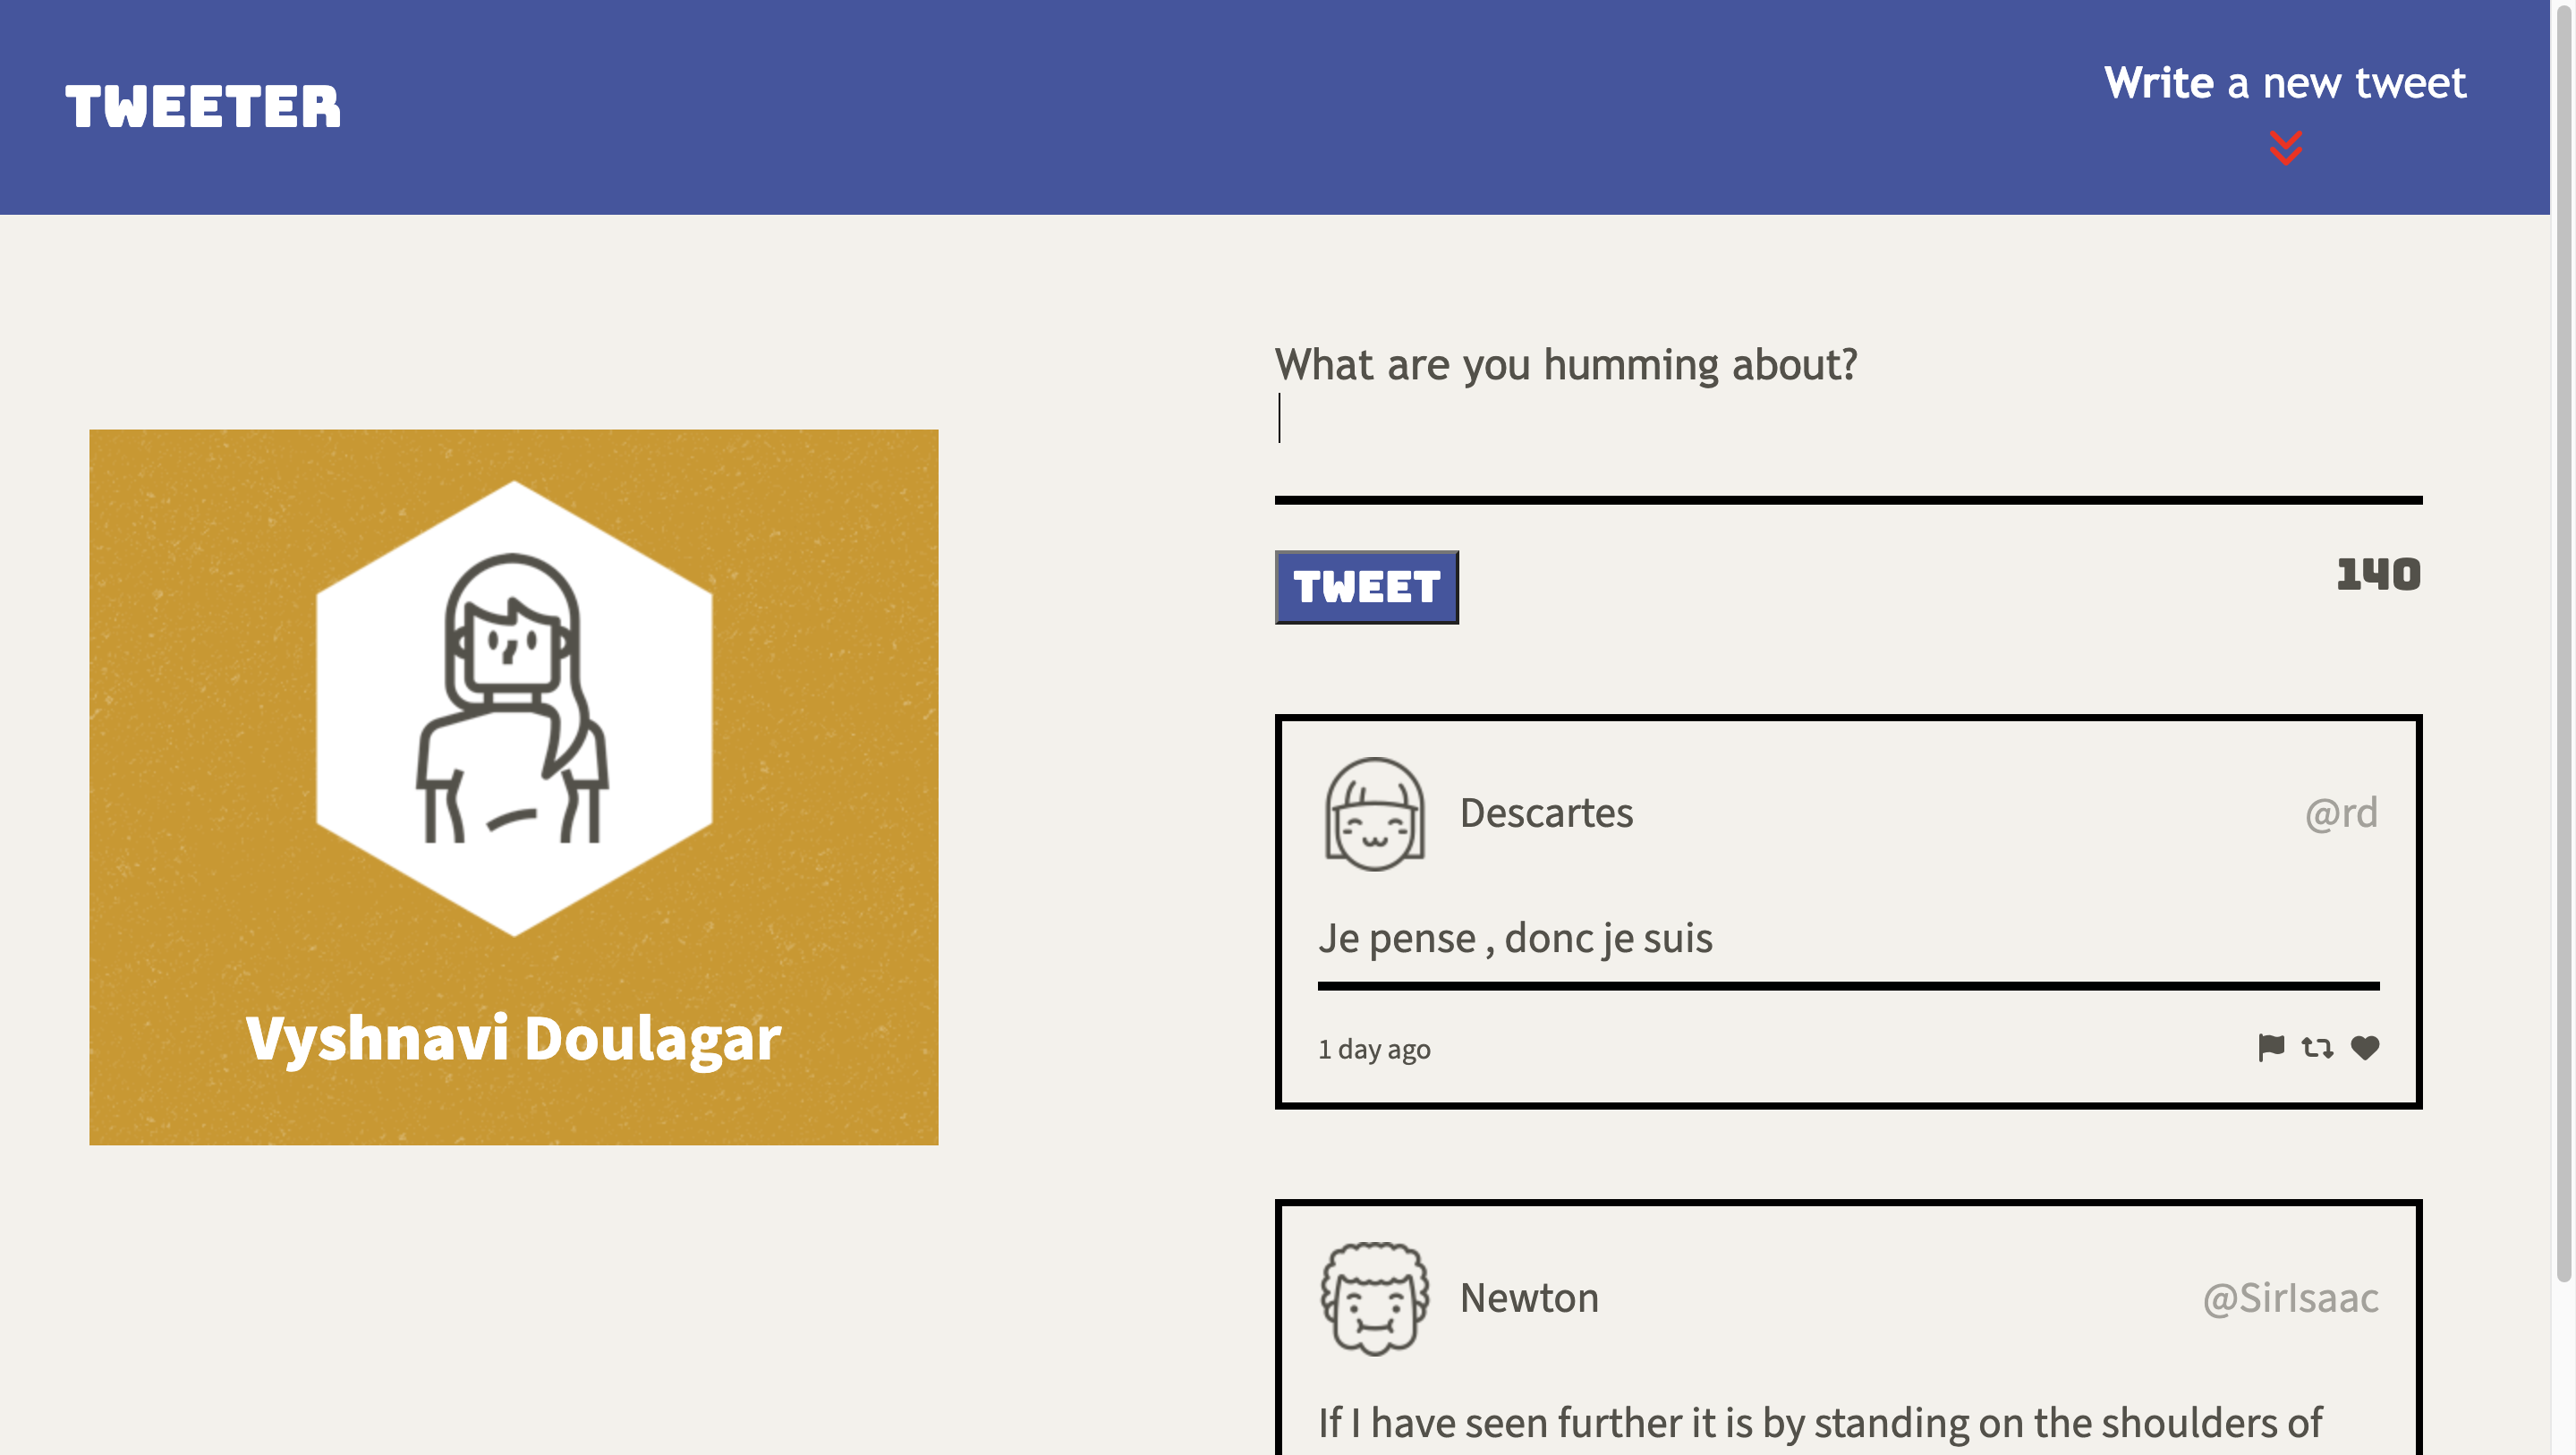 TWEETER
Write a new tweet
Vyshnavi Doulagar
What are you humming about?
TWEET
140
Descartes
@rd
Je pense , donc je suis
1 day ago
Newton
@SirIsaac
If I have seen further it is by standing on the shoulders of